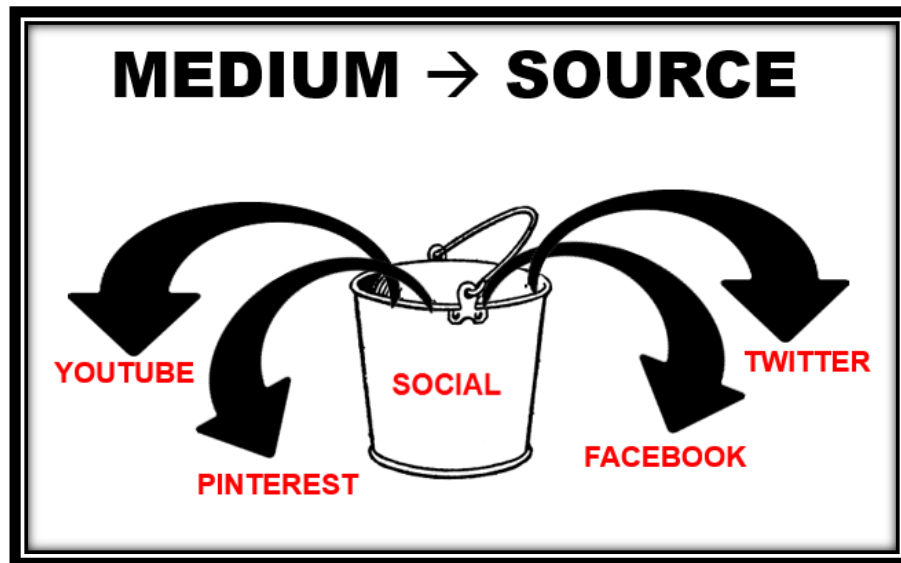 MEDIUM → SOURCE
YOUTUBE
TWITTER
SOCIAL
PINTEREST
FACEBOOK